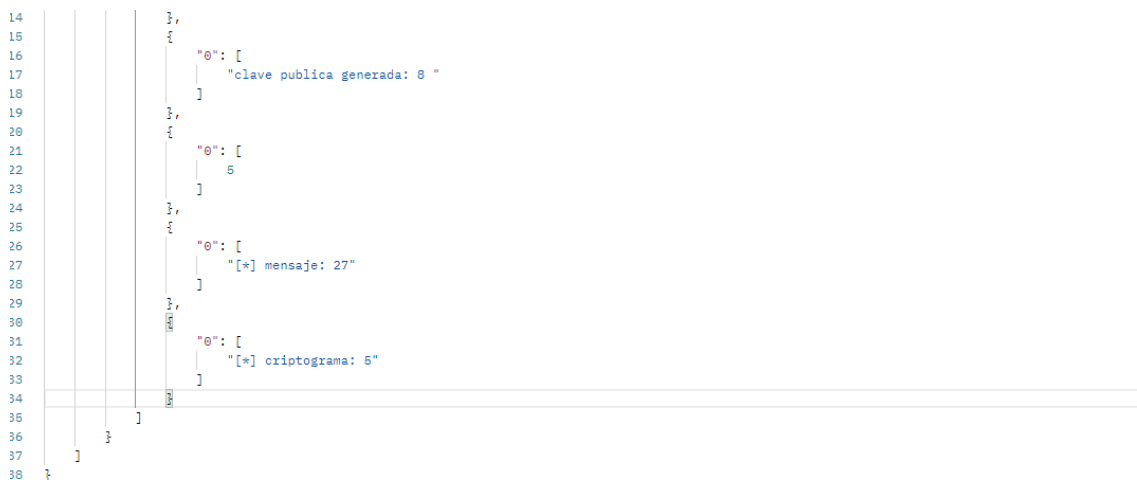 14 },
15 {
16 "0": [
17 "clave publica generada: 8 "
18 ]
19 },
20 {
21 "0": [
22 5
23 ]
24 },
25 {
26 "0": [
27 "[*] mensaje: 27"
28 ]
29 },
30 {
31 "0": [
32 "[*] criptograma: 5"
33 ]
34 }
35 ]
36 }
37 ]
38 }